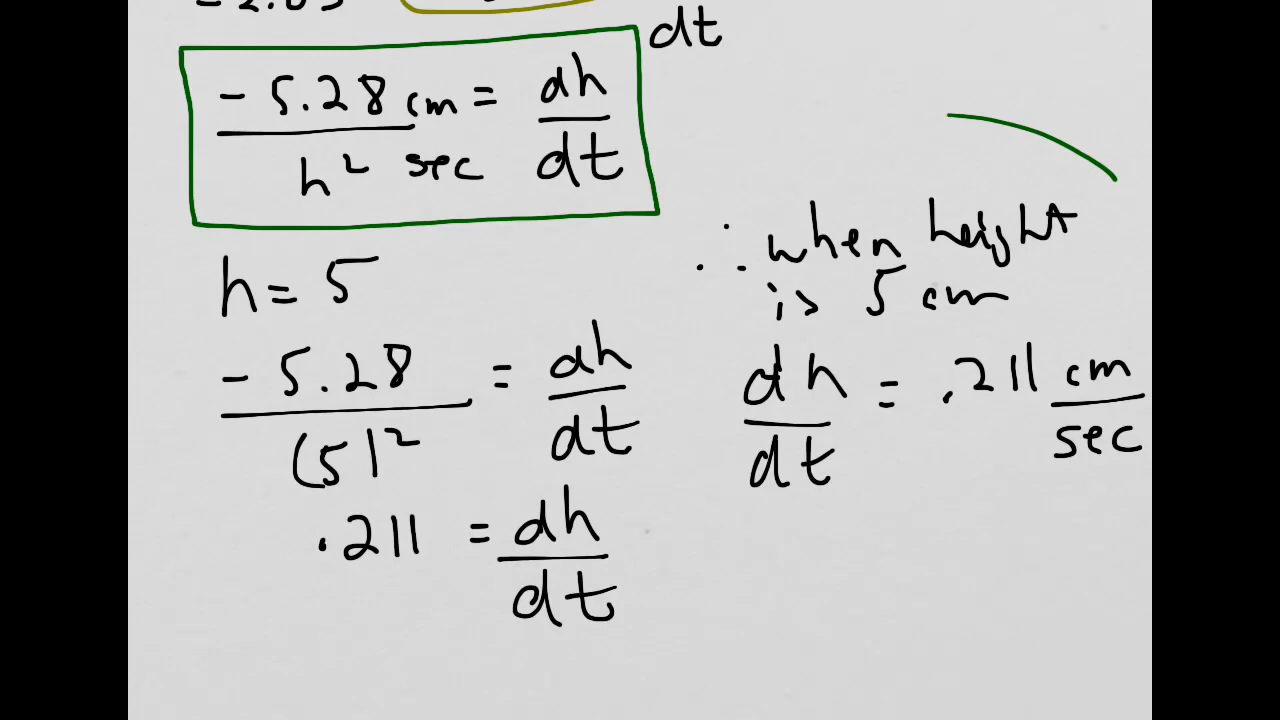 dt
- 5.28 cm = dh
h² sec dt
h = 5
- 5.28 = dh
(5)² dt
.211 = dh
dt
∴ when height
is 5 cm
dh = .211 cm
dt sec